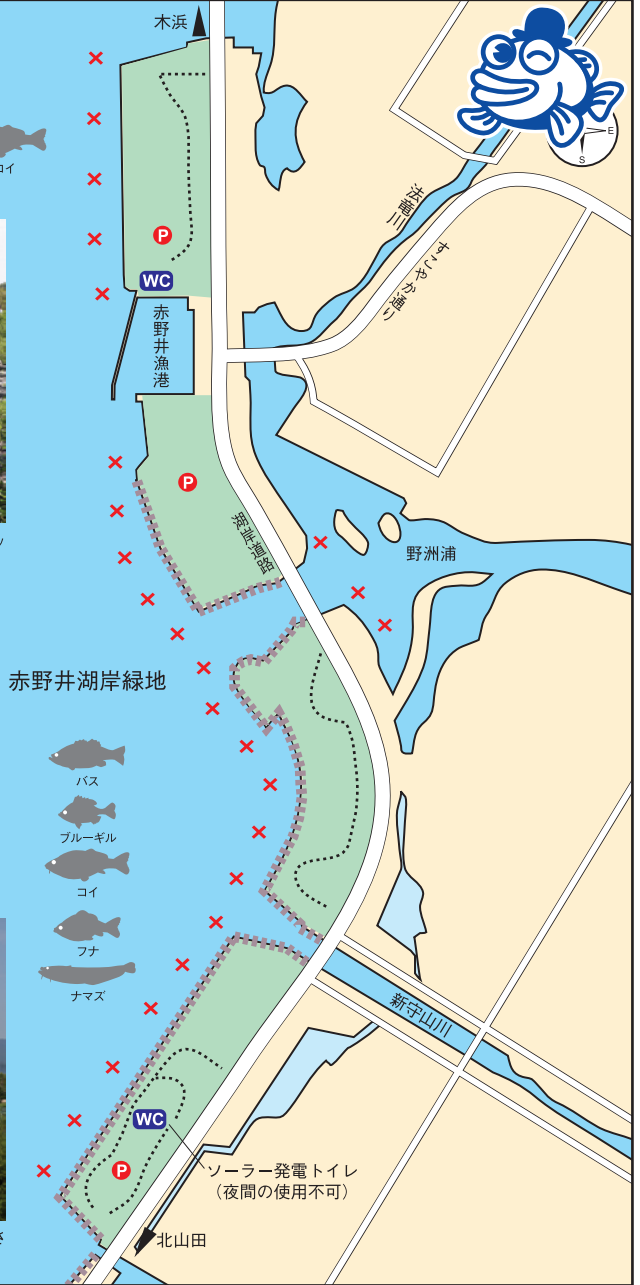 木浜
E
S
コイ
法竜川
すこやか通り
P
WC
赤野井漁港
P
湖岸道路
野洲浦
赤野井湖岸緑地
バス
ブルーギル
コイ
フナ
ナマズ
新守山川
WC
P
ソーラー発電トイレ
（夜間の使用不可）
北山田